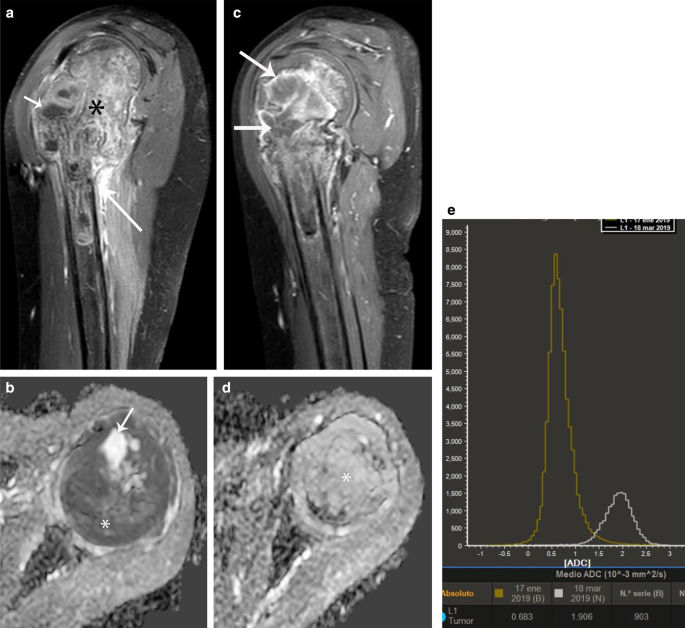 a
*
c
b
*
d
*
e
L1 - 17 ene 2019
L1 - 18 mar 2019
9,000
8,500
8,000
7,500
7,000
6,500
6,000
5,500
5,000
4,500
4,000
3,500
3,000
2,500
2,000
1,500
1,000
500
0
-1 -0.5 0 0.5 1 1.5 2 2.5 3
[ADC]
Medio ADC (10^-3 mm^2/s)
Absoluto 17 ene 2019 (B) 18 mar 2019 (N) N.º serie (B) N.
L1 Tumor 0.683 1.906 903